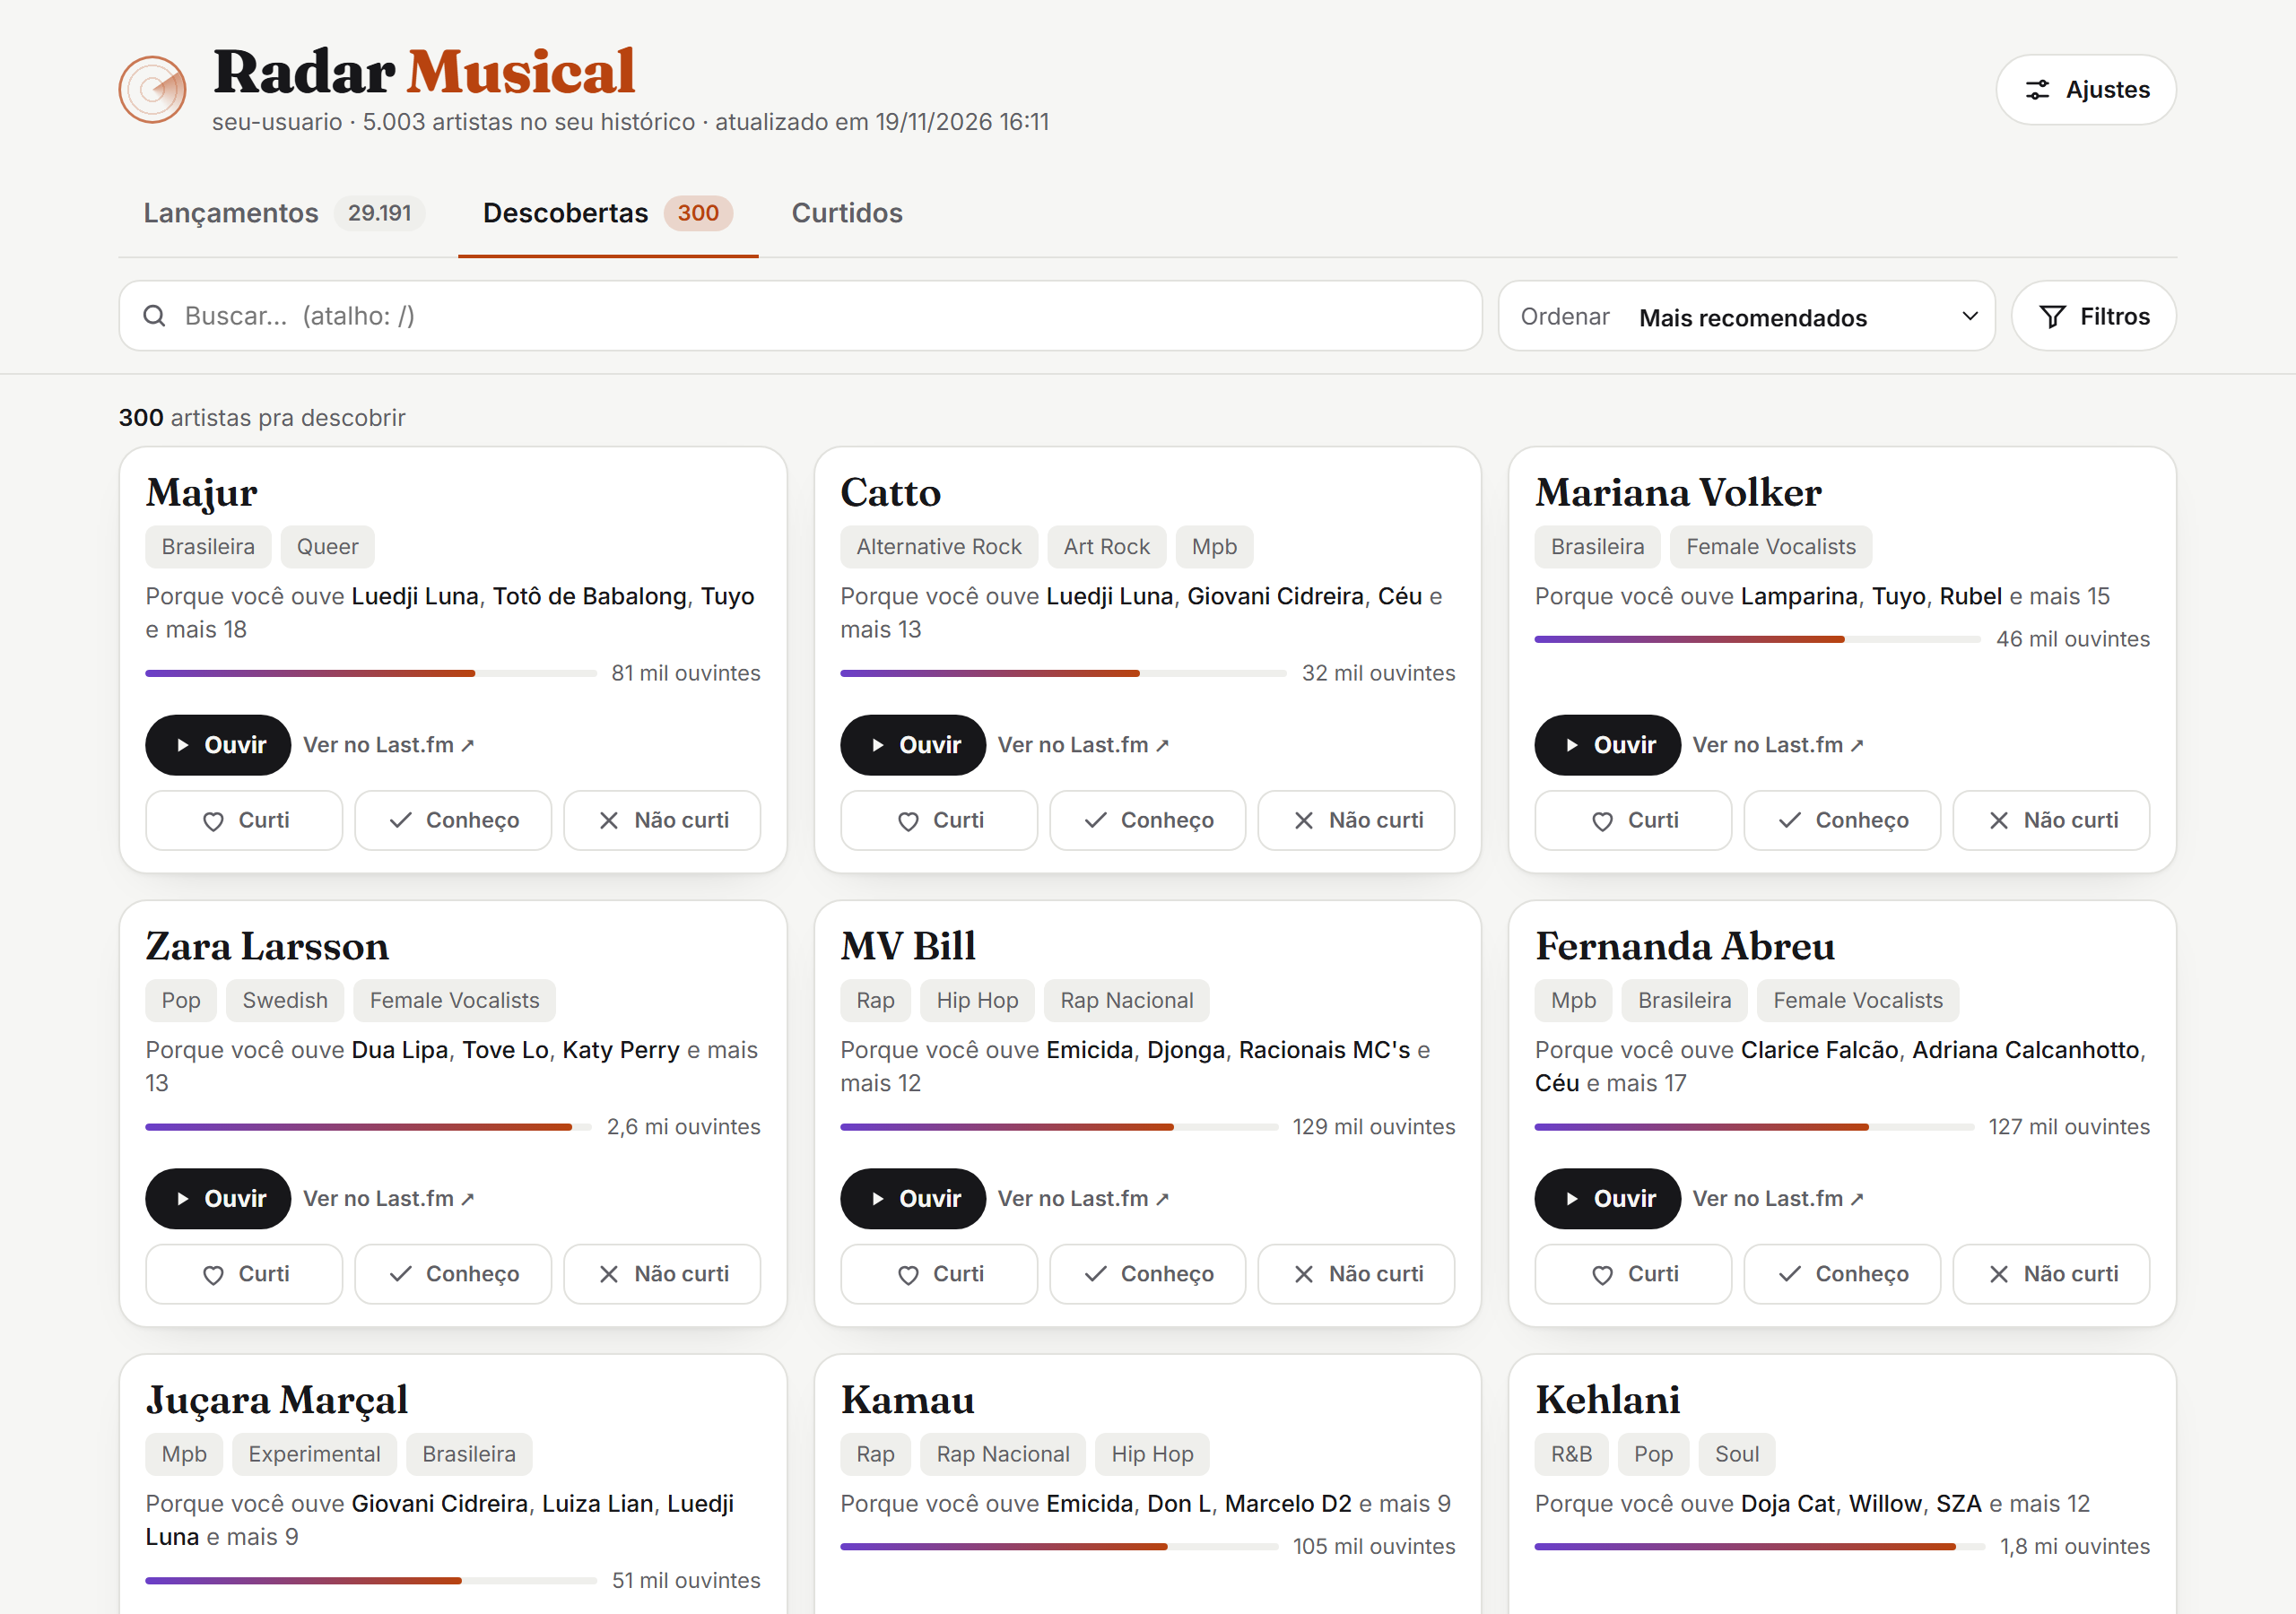 Radar Musical
seu-usuario · 5.003 artistas no seu histórico · atualizado em 19/11/2026 16:11
Ajustes
Lançamentos 29.191 Descobertas 300 Curtidos
Buscar... (atalho: /)
Ordenar Mais recomendados
Filtros
300 artistas pra descobrir
Majur
Brasileira Queer
Porque você ouve Luedji Luna, Totô de Babalong, Tuyo
e mais 18
81 mil ouvintes
Ouvir Ver no Last.fm ↗
Curti Conheço Não curti
Catto
Alternative Rock Art Rock Mpb
Porque você ouve Luedji Luna, Giovani Cidreira, Céu e
mais 13
32 mil ouvintes
Ouvir Ver no Last.fm ↗
Curti Conheço Não curti
Mariana Volker
Brasileira Female Vocalists
Porque você ouve Lamparina, Tuyo, Rubel e mais 15
46 mil ouvintes
Ouvir Ver no Last.fm ↗
Curti Conheço Não curti
Zara Larsson
Pop Swedish Female Vocalists
Porque você ouve Dua Lipa, Tove Lo, Katy Perry e mais
13
2,6 mi ouvintes
Ouvir Ver no Last.fm ↗
Curti Conheço Não curti
MV Bill
Rap Hip Hop Rap Nacional
Porque você ouve Emicida, Djonga, Racionais MC's e
mais 12
129 mil ouvintes
Ouvir Ver no Last.fm ↗
Curti Conheço Não curti
Fernanda Abreu
Mpb Brasileira Female Vocalists
Porque você ouve Clarice Falcão, Adriana Calcanhotto,
Céu e mais 17
127 mil ouvintes
Ouvir Ver no Last.fm ↗
Curti Conheço Não curti
Juçara Marçal
Mpb Experimental Brasileira
Porque você ouve Giovani Cidreira, Luiza Lian, Luedji
Luna e mais 9
51 mil ouvintes
Kamau
Rap Rap Nacional Hip Hop
Porque você ouve Emicida, Don L, Marcelo D2 e mais 9
105 mil ouvintes
Kehlani
R&B Pop Soul
Porque você ouve Doja Cat, Willow, SZA e mais 12
1,8 mi ouvintes